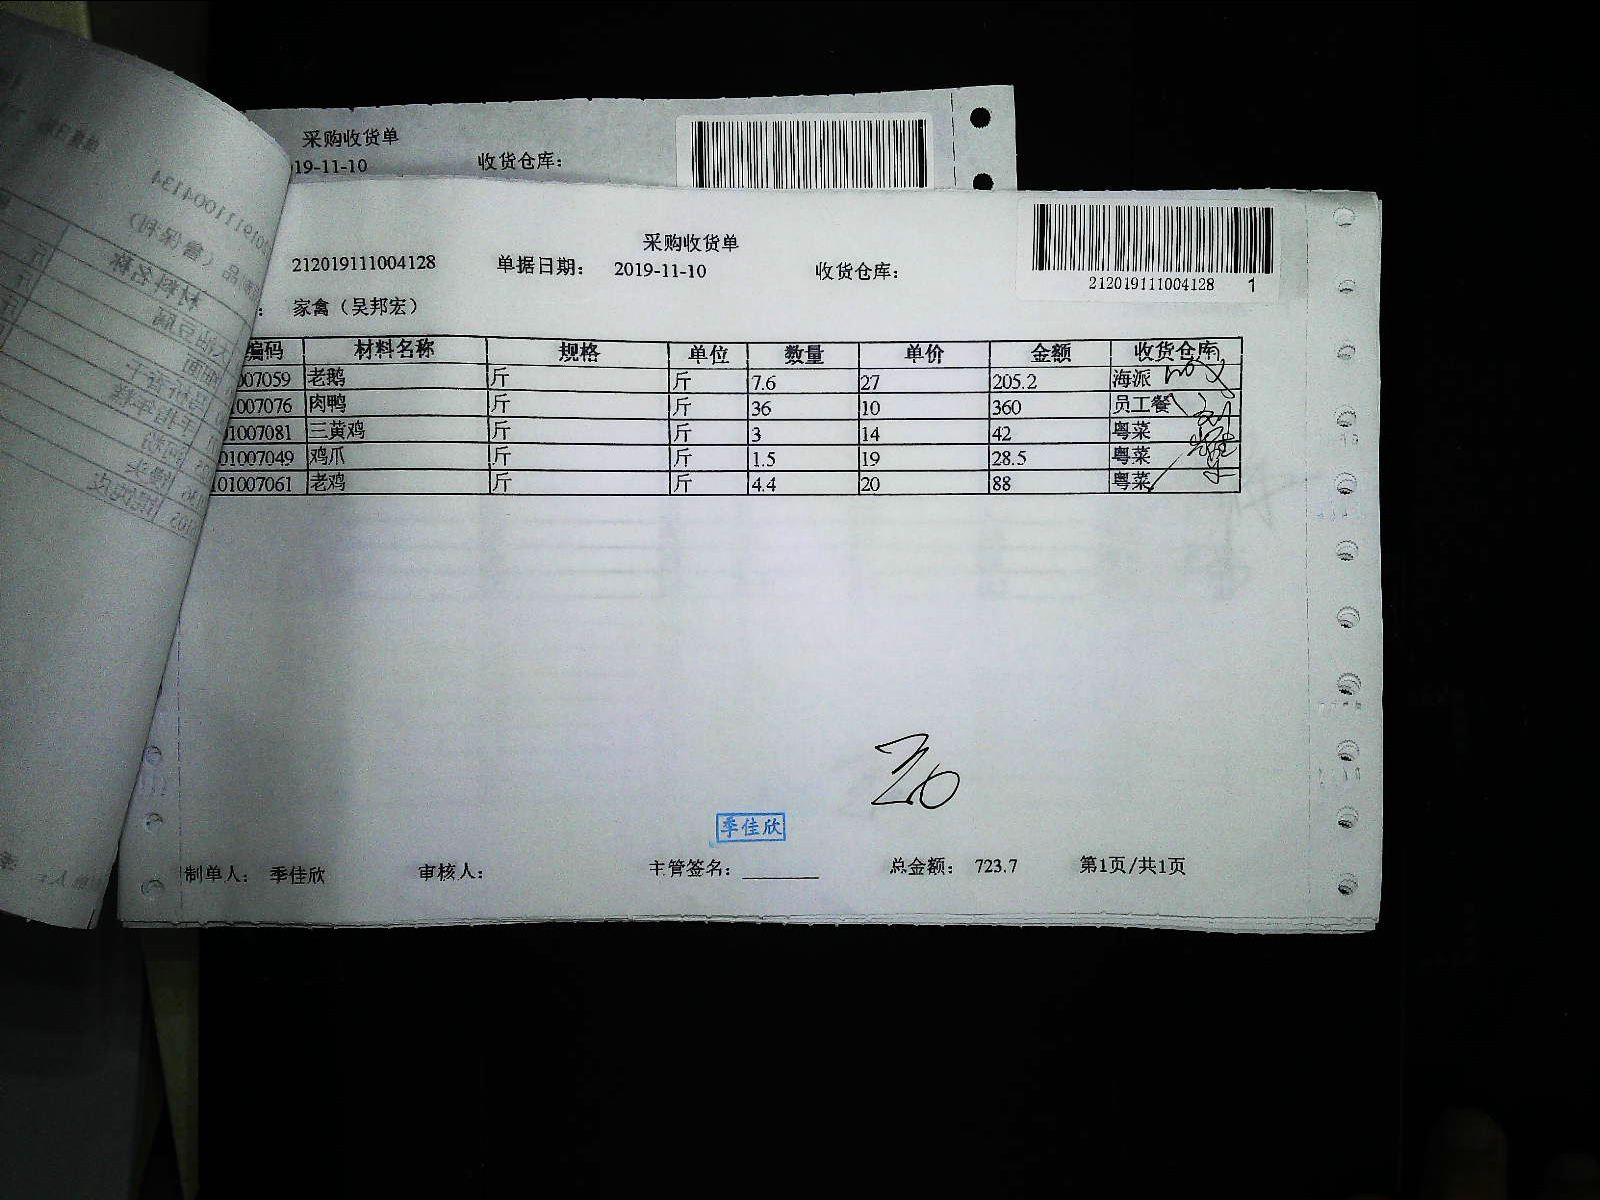 采购收货单
19-11-10 收货仓库:
采购收货单
212019111004128 单据日期: 2019-11-10 收货仓库:
212019111004128 1
: 家禽（吴邦宏）
编码 材料名称 规格 单位 数量 单价 金额 收货仓库
007059 老鹅 斤 斤 7.6 27 205.2 海派
1007076 肉鸭 斤 斤 36 10 360 员工餐
01007081 三黄鸡 斤 斤 3 14 42 粤菜
01007049 鸡爪 斤 斤 1.5 19 28.5 粤菜
101007061 老鸡 斤 斤 4.4 20 88 粤菜
季佳欣
制单人: 季佳欣 审核人: 主管签名: 总金额: 723.7 第1页/共1页